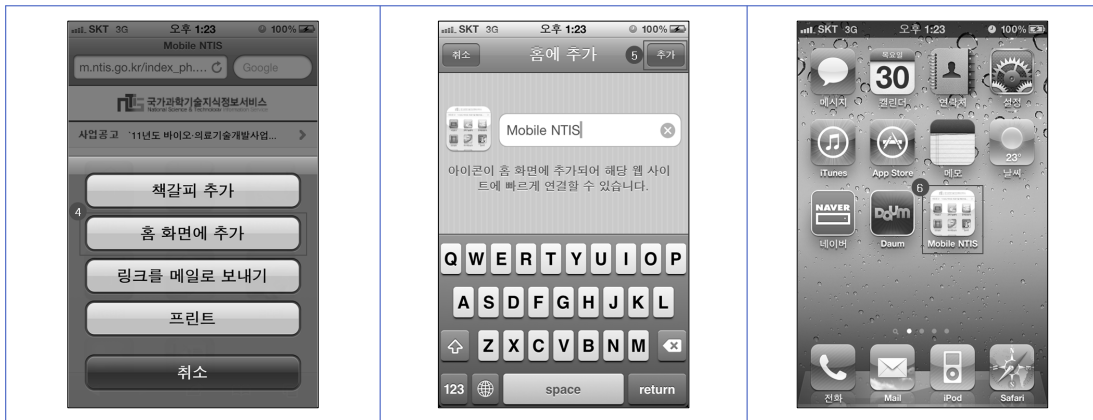 SKT 3G 오후 1:23 100%
Mobile NTIS
m.ntis.go.kr/index_ph.... Google
NTIS 국가과학기술지식정보서비스
National Science & Technology Information Service
사업공고 '11년도 바이오·의료기술개발사업...
책갈피 추가
4
홈 화면에 추가
링크를 메일로 보내기
프린트
취소
SKT 3G 오후 1:23 100%
취소 홈에 추가 5 추가
Mobile NTIS
아이콘이 홈 화면에 추가되어 해당 웹 사이
트에 빠르게 연결할 수 있습니다.
Q W E R T Y U I O P
A S D F G H J K L
Z X C V B N M
123 space return
SKT 3G 오후 1:23 100%
목요일
30
메시지 캘린더 연락처 설정
23°
iTunes App Store 메모 날씨
6
NAVER Daum
네이버 Daum Mobile NTIS
전화 Mail iPod Safari